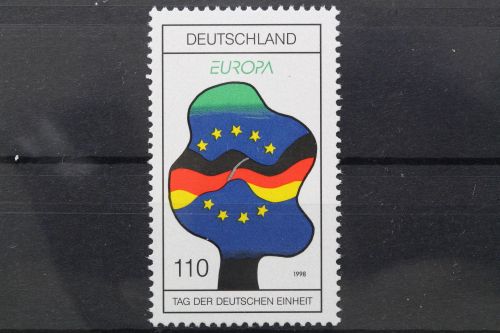 DEUTSCHLAND
EUROPA
110
1998
TAG DER DEUTSCHEN EINHEIT